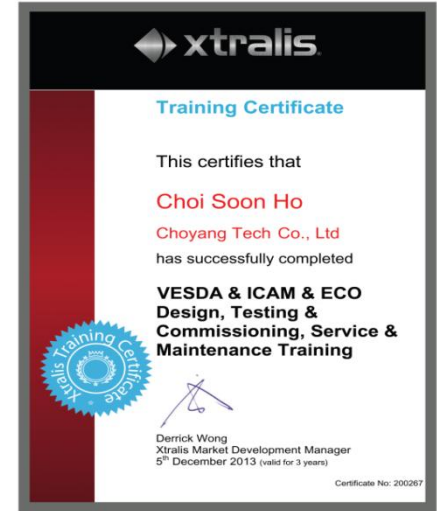 xtralis
Training Certificate
This certifies that
Choi Soon Ho
Choyang Tech Co., Ltd
has successfully completed
VESDA & ICAM & ECO
Design, Testing &
Commissioning, Service &
Maintenance Training
Xtralis Training Certificate
Derrick Wong
Xtralis Market Development Manager
5th December 2013 (valid for 3 years)
Certificate No: 200267